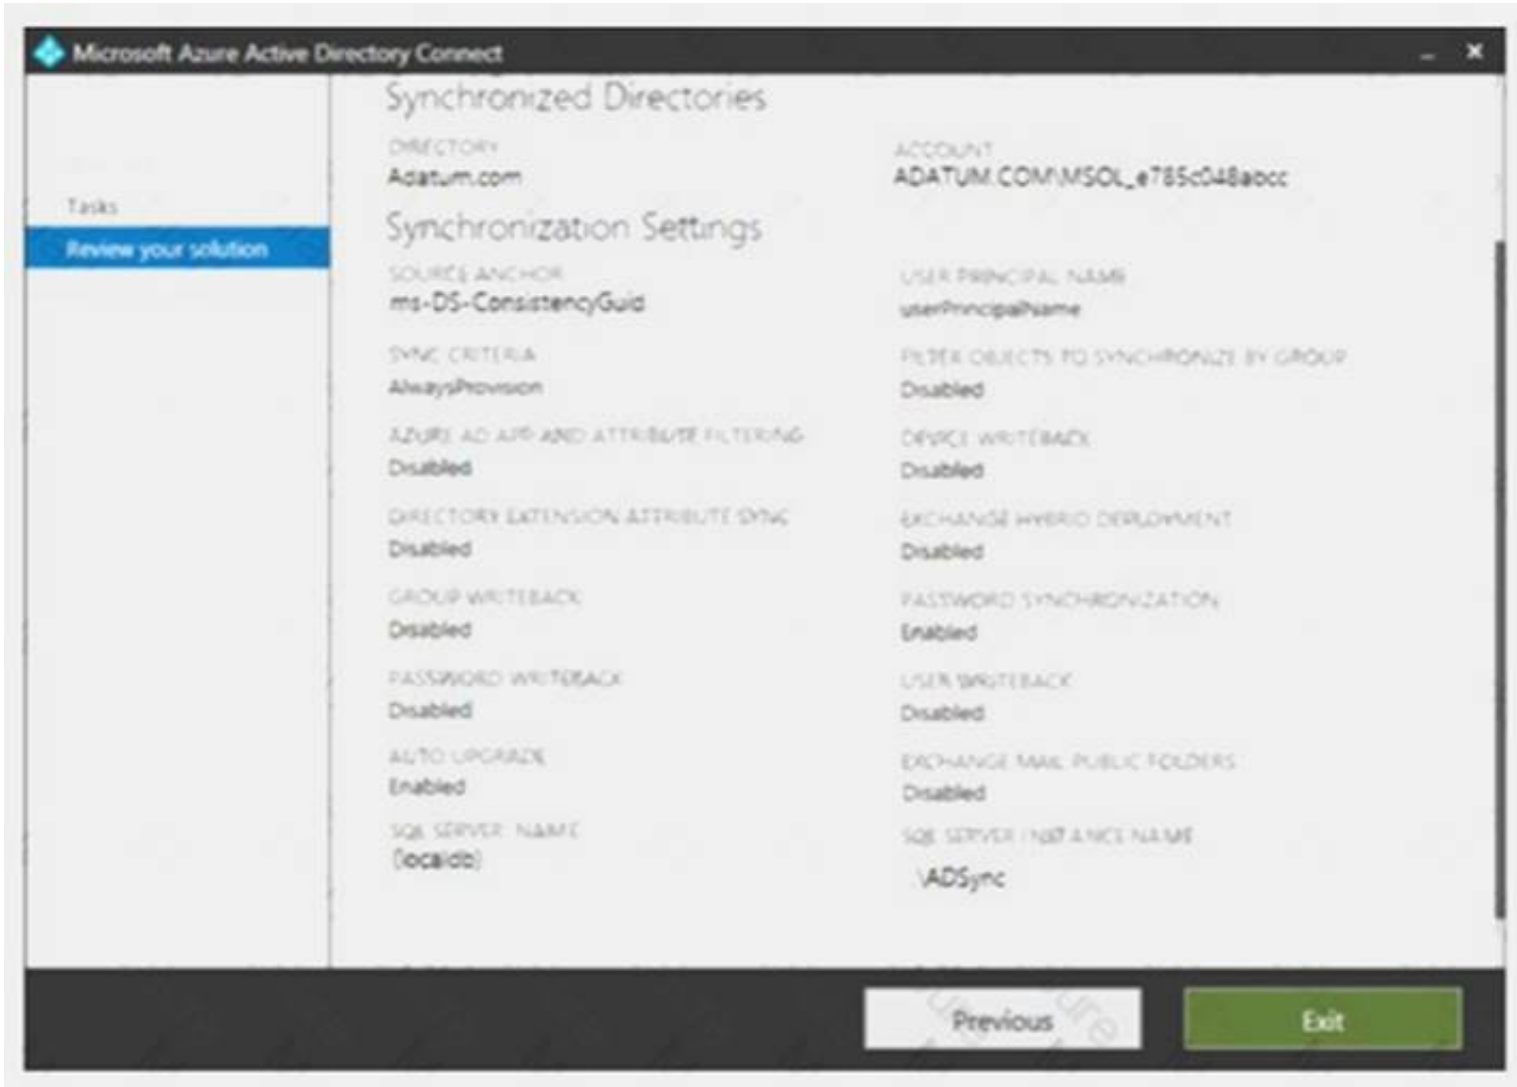 Microsoft Azure Active Directory Connect
Tasks
Review your solution
Synchronized Directories
DIRECTORY
Adatum.com
ACCOUNT
ADATUM.COM\MSOL_e785c048abcc
Synchronization Settings
SOURCE ANCHOR
ms-DS-ConsistencyGuid
USER PRINCIPAL NAME
userPrincipalName
SYNC CRITERIA
AlwaysProvision
FILTER OBJECTS TO SYNCHRONIZE BY GROUP
Disabled
AZURE AD APP AND ATTRIBUTE FILTERING
Disabled
DEVICE WRITEBACK
Disabled
DIRECTORY EXTENSION ATTRIBUTE SYNC
Disabled
EXCHANGE HYBRID DEPLOYMENT
Disabled
GROUP WRITEBACK
Disabled
PASSWORD SYNCHRONIZATION
Enabled
PASSWORD WRITEBACK
Disabled
USER WRITEBACK
Disabled
AUTO UPGRADE
Enabled
EXCHANGE MAIL PUBLIC FOLDERS
Disabled
SQL SERVER NAME
(localdb)
SQL SERVER INSTANCE NAME
.\ADSync
Previous
Exit